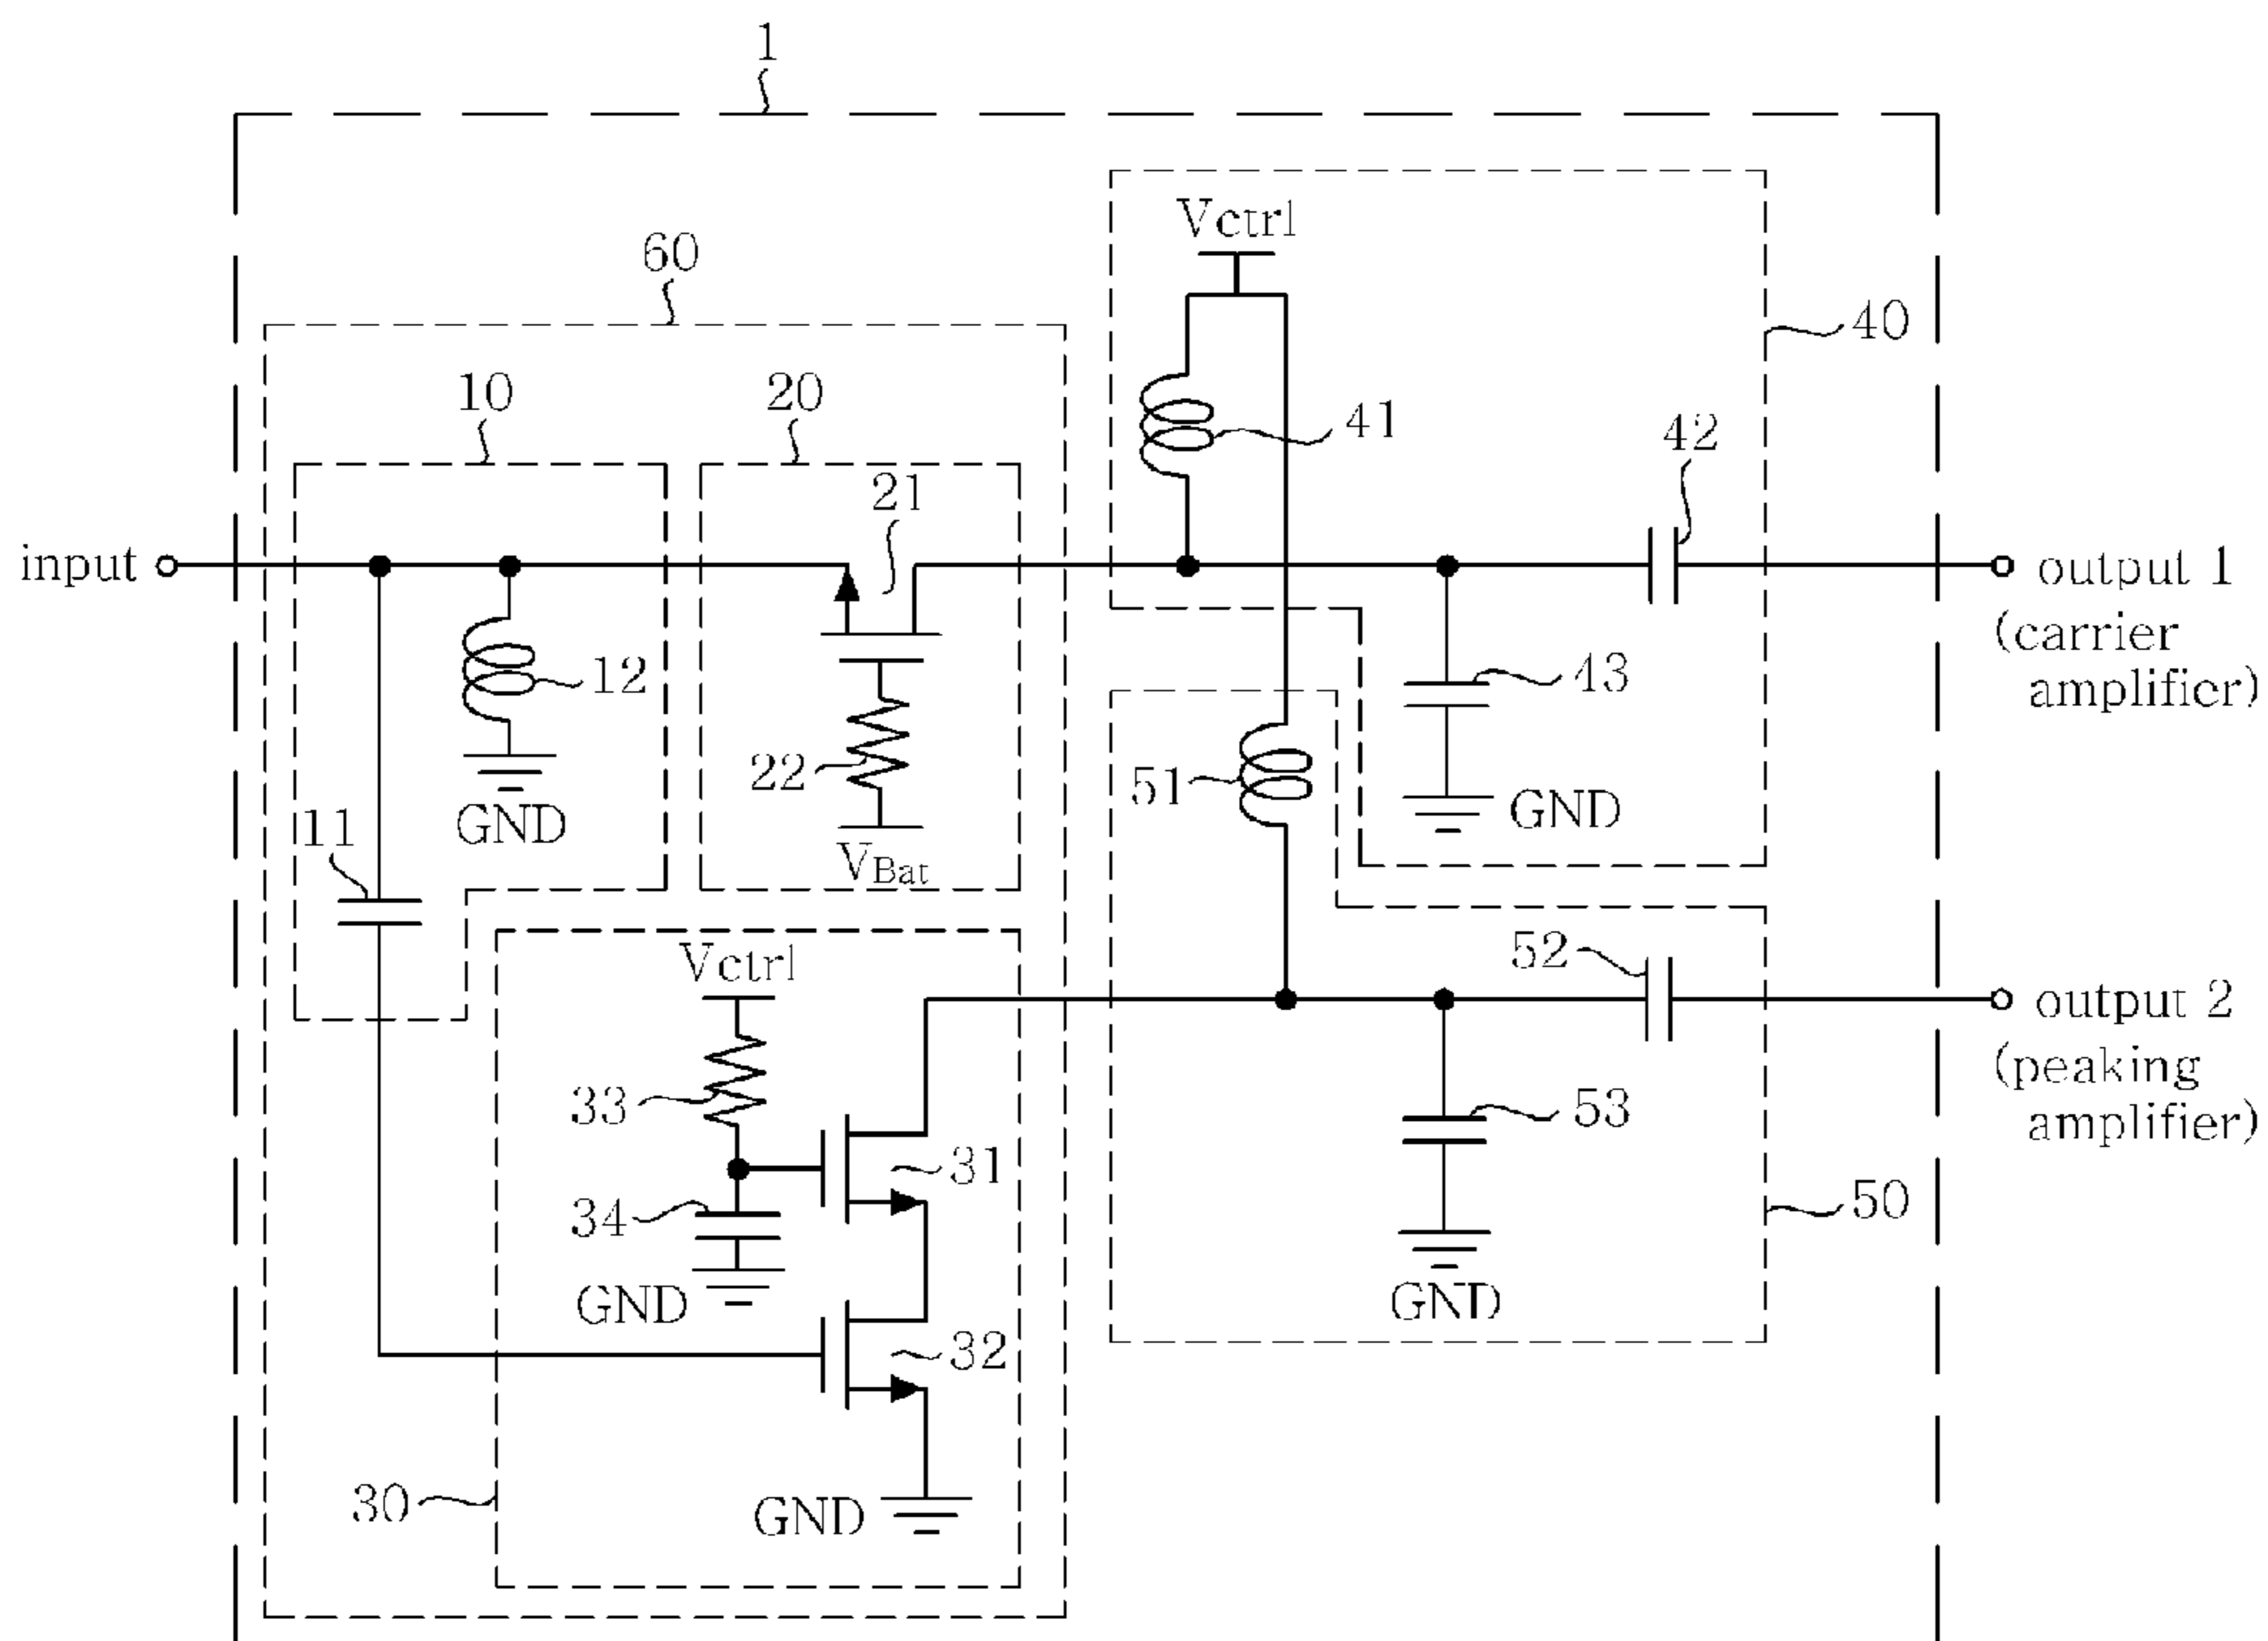 1
60
Vctrl
40
10
20
41
42
21
input
output 1
(carrier
amplifier)
12
43
22
51
GND
GND
11
VBat
Vctrl
52
output 2
(peaking
amplifier)
33
53
31
34
50
GND
GND
32
30
GND